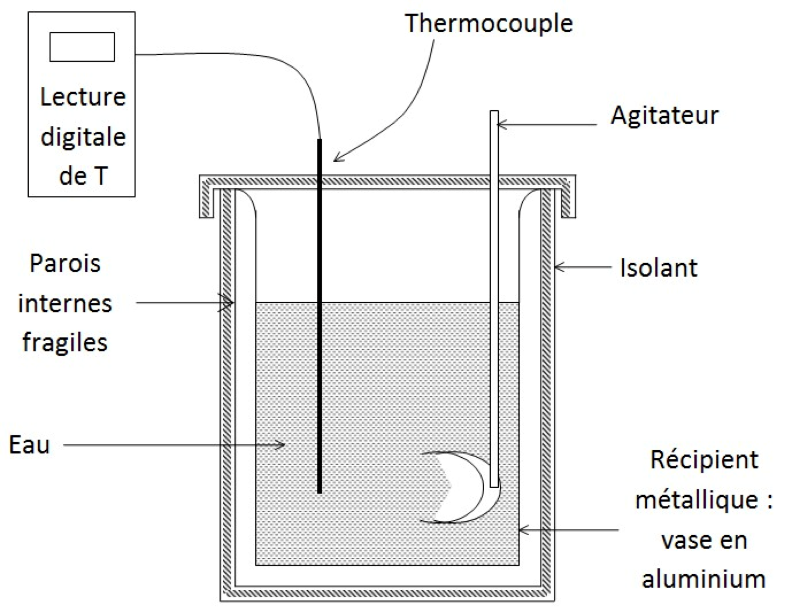 Thermocouple
Lecture
digitale
de T
Agitateur
Parois
internes
fragiles
Isolant
Eau
Récipient
métallique :
vase en
aluminium